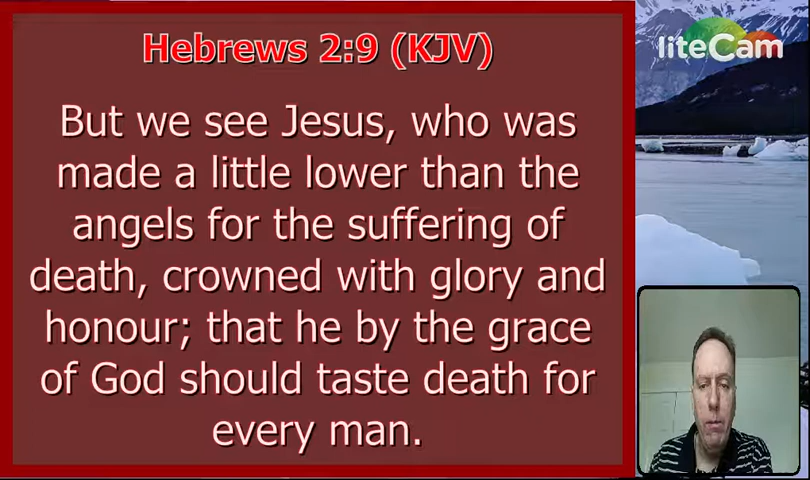 Hebrews 2:9 (KJV)
liteCam
But we see Jesus, who was
made a little lower than the
angels for the suffering of
death, crowned with glory and
honour; that he by the grace
of God should taste death for
every man.